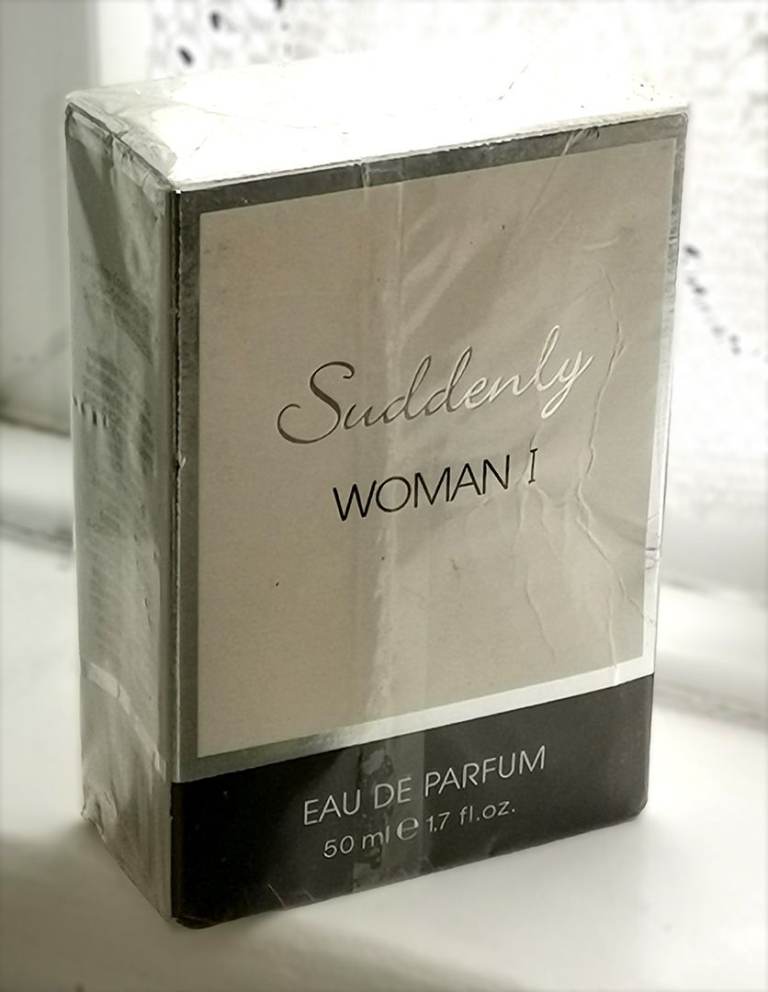 Suddenly
WOMAN I
EAU DE PARFUM
50 ml ℮ 1.7 fl.oz.